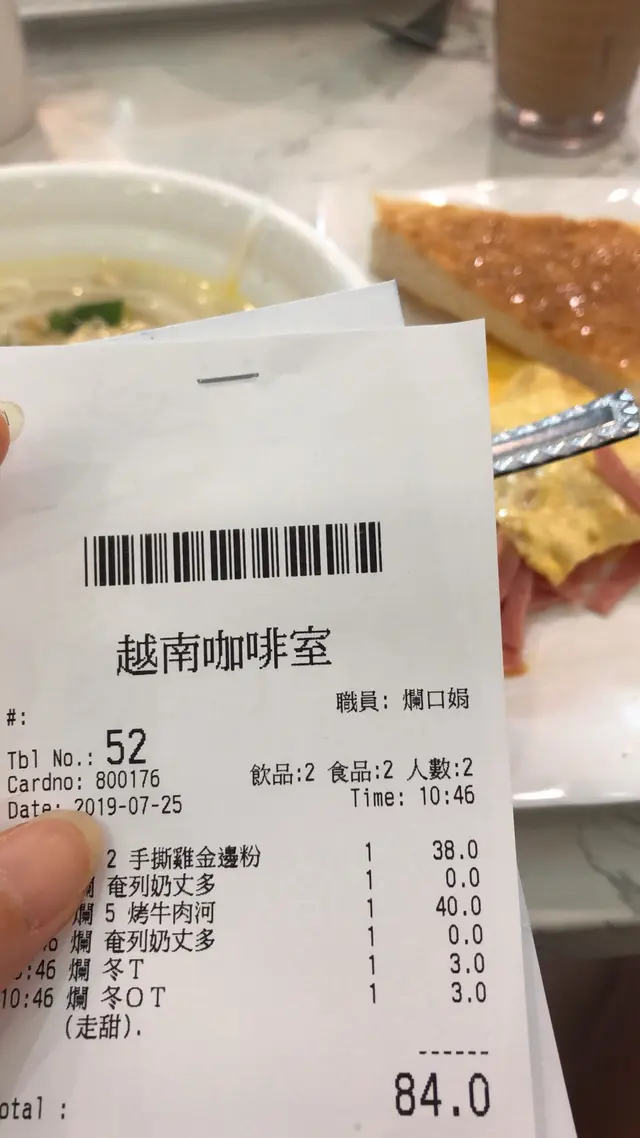 越南咖啡室
職員: 爛口娟
#:
Tbl No.: 52
Cardno: 800176
飲品:2 食品:2 人數:2
Date: 2019-07-25
Time: 10:46
2 手撕雞金邊粉 1 38.0
爛 奄列奶丈多 1 0.0
爛 5 烤牛肉河 1 40.0
爛 奄列奶丈多 1 0.0
:46 爛 冬T 1 3.0
10:46 爛 冬OT 1 3.0
(走甜).
------
otal : 84.0